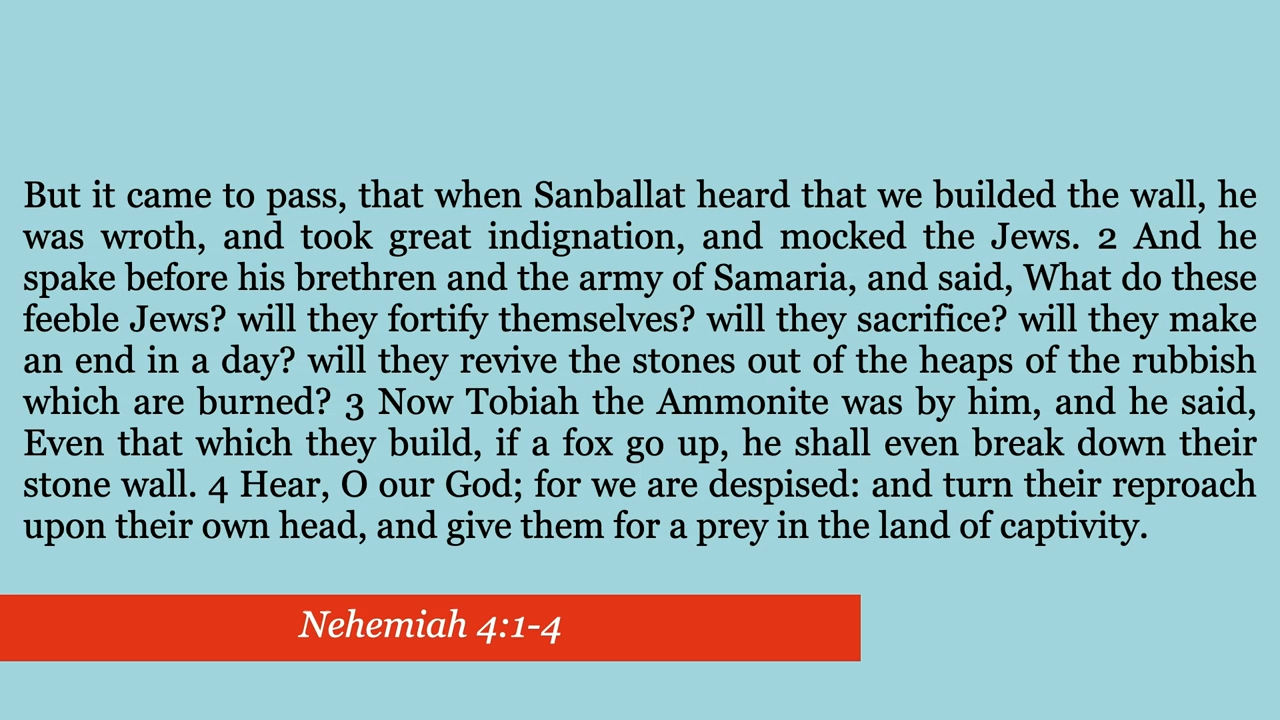 But it came to pass, that when Sanballat heard that we builded the wall, he
was wroth, and took great indignation, and mocked the Jews. 2 And he
spake before his brethren and the army of Samaria, and said, What do these
feeble Jews? will they fortify themselves? will they sacrifice? will they make
an end in a day? will they revive the stones out of the heaps of the rubbish
which are burned? 3 Now Tobiah the Ammonite was by him, and he said,
Even that which they build, if a fox go up, he shall even break down their
stone wall. 4 Hear, O our God; for we are despised: and turn their reproach
upon their own head, and give them for a prey in the land of captivity.
Nehemiah 4:1-4